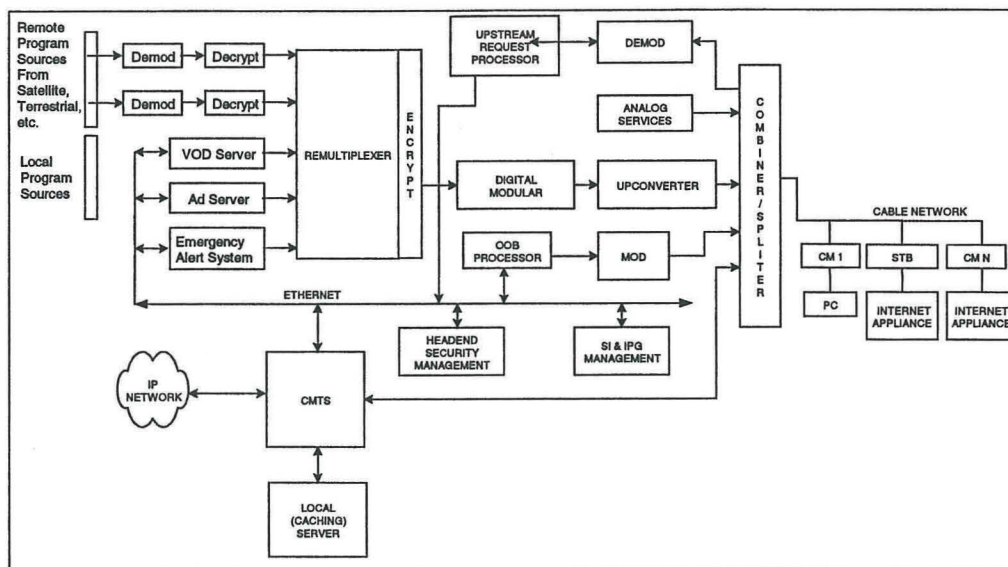 Remote
Program
Sources
From
Satellite,
Terrestrial,
etc.
Local
Program
Sources
Demod
Decrypt
Demod
Decrypt
VOD Server
Ad Server
Emergency
Alert System
REMULTIPLEXER
ENCRYPT
UPSTREAM
REQUEST
PROCESSOR
DEMOD
ANALOG
SERVICES
DIGITAL
MODULAR
UPCONVERTER
OOB
PROCESSOR
MOD
COMBINER/SPLITER
CABLE NETWORK
CM 1
STB
CM N
PC
INTERNET
APPLIANCE
INTERNET
APPLIANCE
ETHERNET
HEADEND
SECURITY
MANAGEMENT
SI & IPG
MANAGEMENT
IP
NETWORK
CMTS
LOCAL
(CACHING)
SERVER